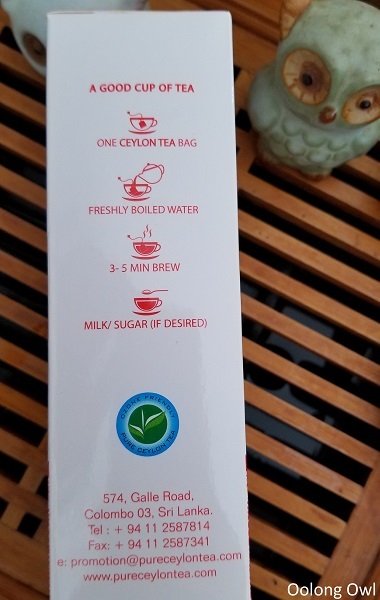 A GOOD CUP OF TEA
ONE CEYLON TEA BAG
FRESHLY BOILED WATER
3- 5 MIN BREW
MILK/ SUGAR (IF DESIRED)
OZONE FRIENDLY
PURE CEYLON TEA
574, Galle Road,
Colombo 03, Sri Lanka.
Tel : + 94 11 2587814
Fax: + 94 11 2587341
e: promotion@pureceylontea.com
www.pureceylontea.com
Oolong Owl